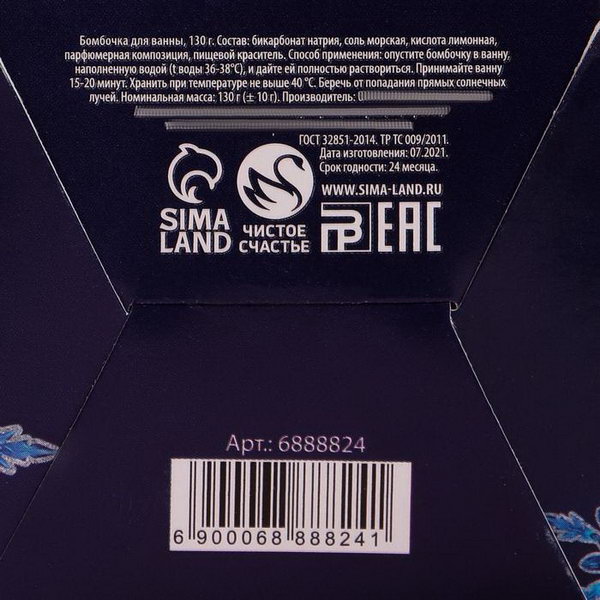 Бомбочка для ванны, 130 г. Состав: бикарбонат натрия, соль морская, кислота лимонная,
парфюмерная композиция, пищевой краситель. Способ применения: опустите бомбочку в ванну,
наполненную водой (t воды 36-38°C), и дайте ей полностью раствориться. Принимайте ванну
15-20 минут. Хранить при температуре не выше 40 °С. Беречь от попадания прямых солнечных
лучей. Номинальная масса: 130 г (± 10 г). Производитель:
ГОСТ 32851-2014. ТР ТС 009/2011.
Дата изготовления: 07.2021.
Срок годности: 24 месяца.
WWW.SIMA-LAND.RU
SIMA
LAND
ЧИСТОЕ
СЧАСТЬЕ
EAC
Арт.: 6888824
6 900068 888241